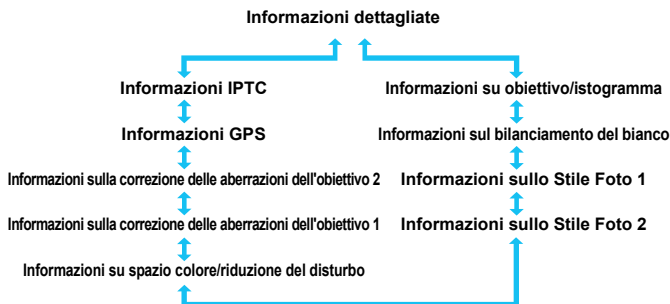 Informazioni dettagliate
Informazioni IPTC
Informazioni su obiettivo/istogramma
Informazioni GPS
Informazioni sul bilanciamento del bianco
Informazioni sulla correzione delle aberrazioni dell'obiettivo 2
Informazioni sullo Stile Foto 1
Informazioni sulla correzione delle aberrazioni dell'obiettivo 1
Informazioni sullo Stile Foto 2
Informazioni su spazio colore/riduzione del disturbo